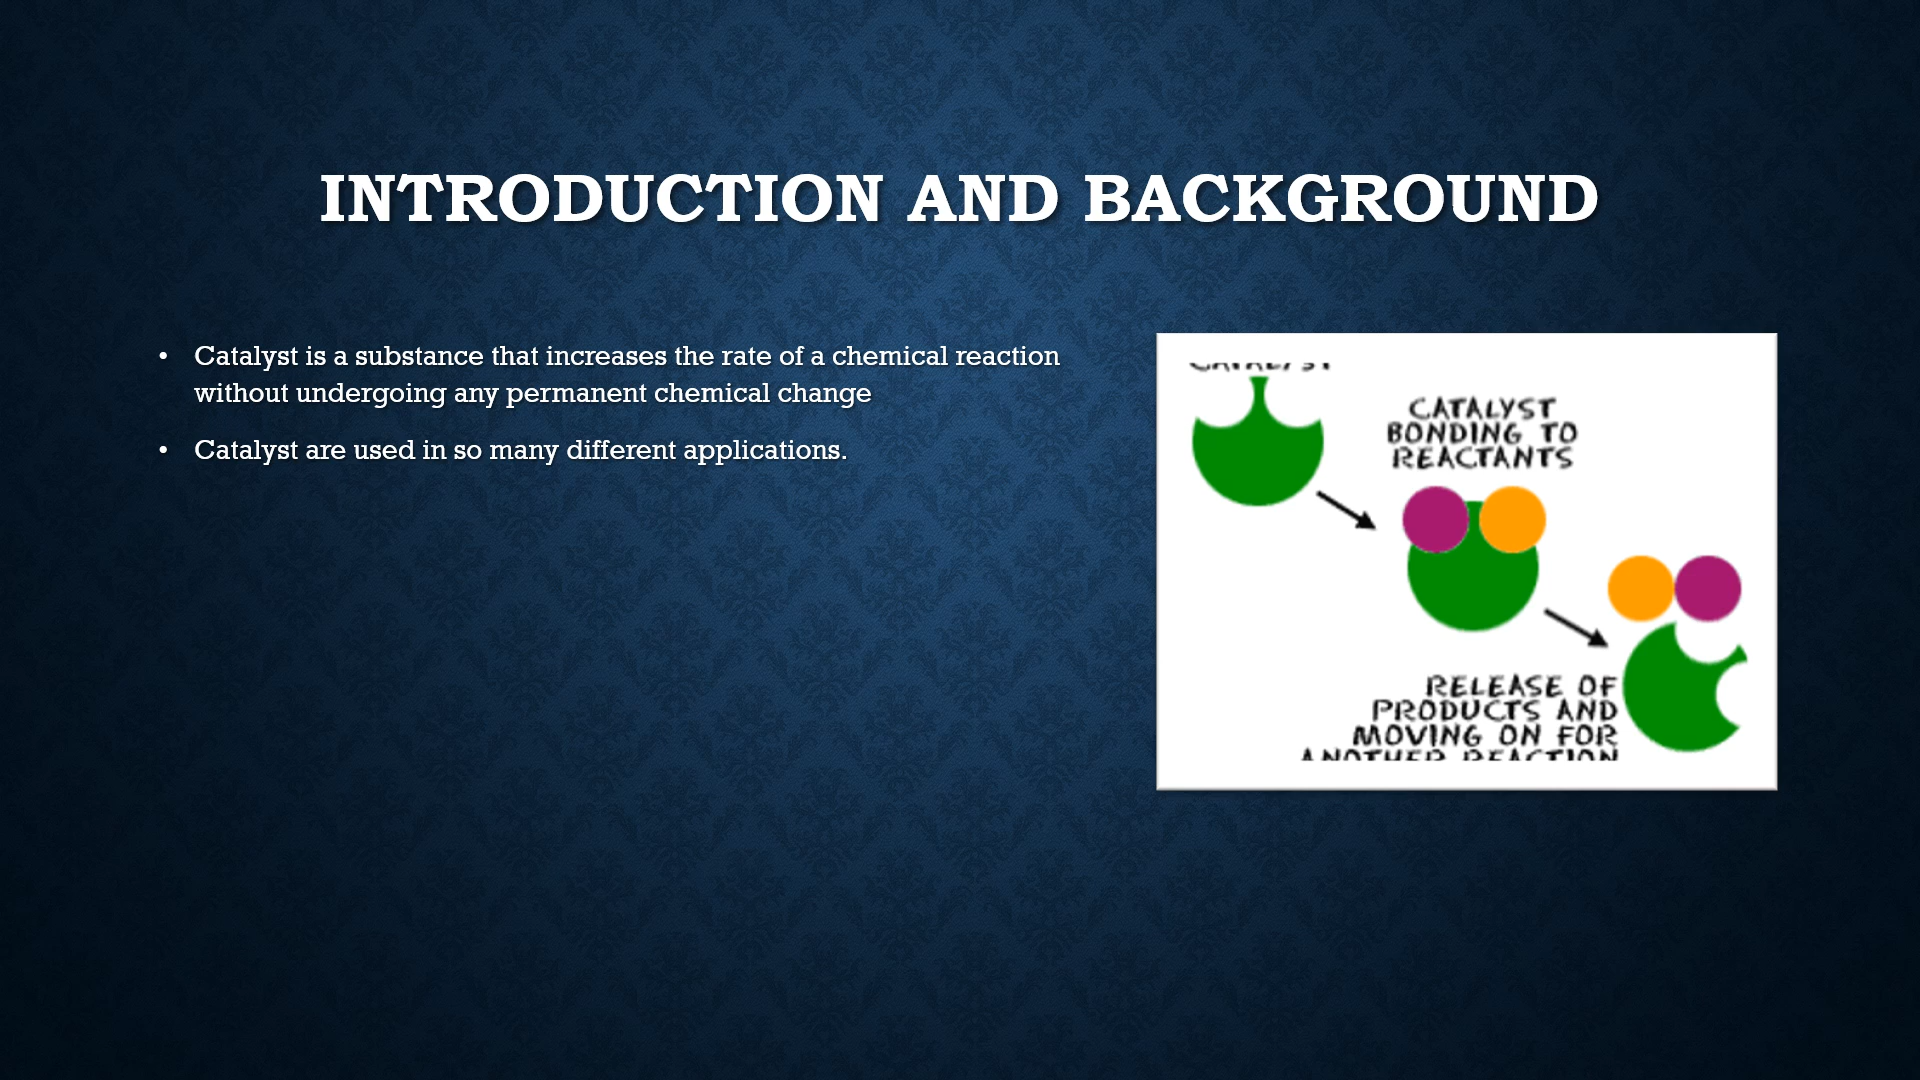 INTRODUCTION AND BACKGROUND
• Catalyst is a substance that increases the rate of a chemical reaction
without undergoing any permanent chemical change
• Catalyst are used in so many different applications.
CATALYST
CATALYST
BONDING TO
REACTANTS
RELEASE OF
PRODUCTS AND
MOVING ON FOR
ANOTHER REACTION